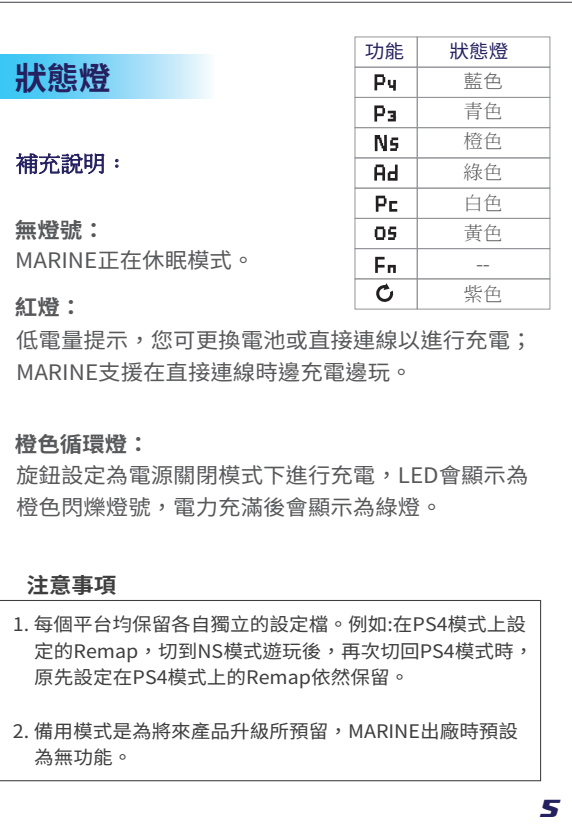 狀態燈
功能 狀態燈
P4 藍色
P3 青色
NS 橙色
Ad 綠色
Pc 白色
OS 黃色
Fn --
紫色
補充說明：
無燈號：
MARINE正在休眠模式。
紅燈：
低電量提示，您可更換電池或直接連線以進行充電；
MARINE支援在直接連線時邊充電邊玩。
橙色循環燈：
旋鈕設定為電源關閉模式下進行充電，LED會顯示為
橙色閃爍燈號，電力充滿後會顯示為綠燈。
注意事項
1. 每個平台均保留各自獨立的設定檔。例如:在PS4模式上設
定的Remap，切到NS模式遊玩後，再次切回PS4模式時，
原先設定在PS4模式上的Remap依然保留。
2. 備用模式是為將來產品升級所預留，MARINE出廠時預設
為無功能。
5